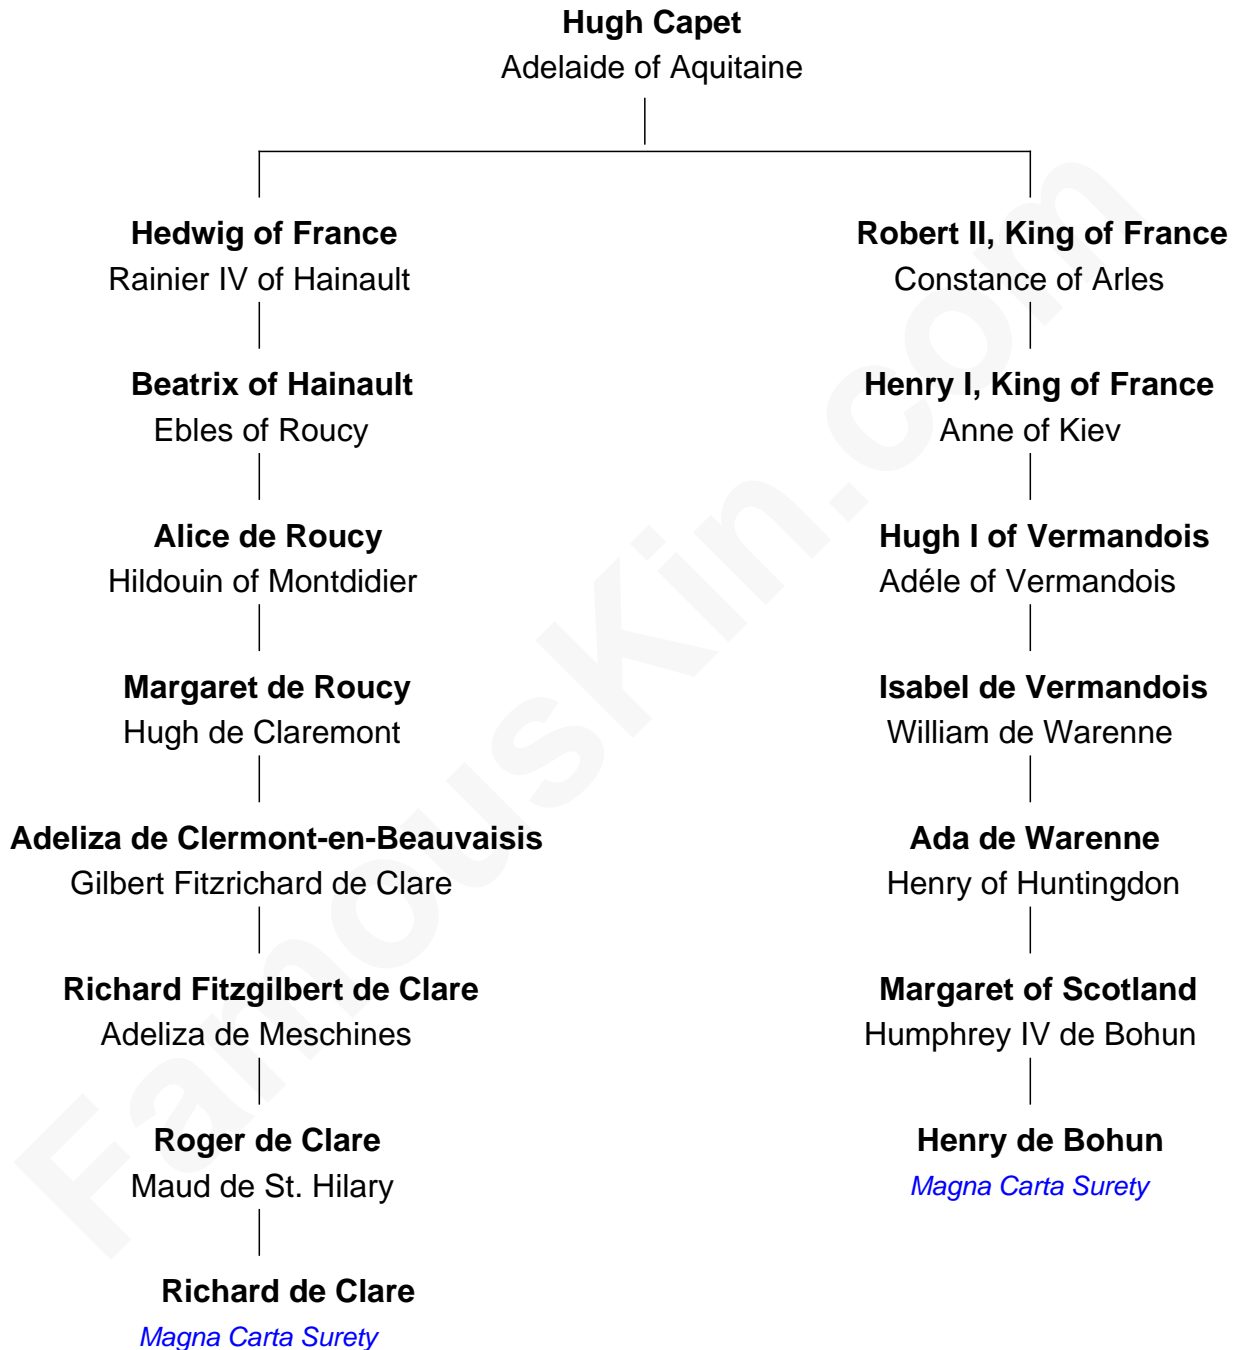 Hugh Capet
Adelaide of Aquitaine
Hedwig of France
Rainier IV of Hainault
Robert II, King of France
Constance of Arles
Beatrix of Hainault
Ebles of Roucy
Henry I, King of France
Anne of Kiev
Alice de Roucy
Hildouin of Montdidier
Hugh I of Vermandois
Adéle of Vermandois
Margaret de Roucy
Hugh de Claremont
Isabel de Vermandois
William de Warenne
Adeliza de Clermont-en-Beauvaisis
Gilbert Fitzrichard de Clare
Ada de Warenne
Henry of Huntingdon
Richard Fitzgilbert de Clare
Adeliza de Meschines
Margaret of Scotland
Humphrey IV de Bohun
Roger de Clare
Maud de St. Hilary
Henry de Bohun
Magna Carta Surety
Richard de Clare
Magna Carta Surety
FamousKin.com